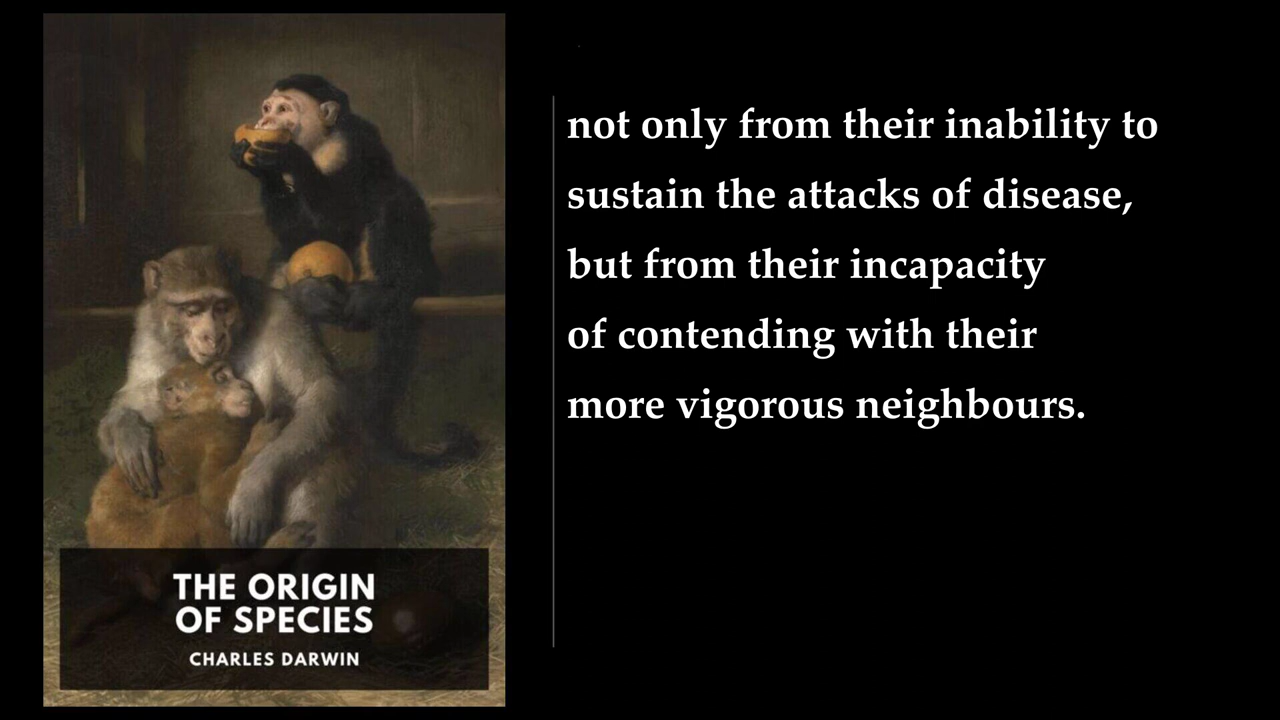 not only from their inability to
sustain the attacks of disease,
but from their incapacity
of contending with their
more vigorous neighbours.
THE ORIGIN
OF SPECIES
CHARLES DARWIN